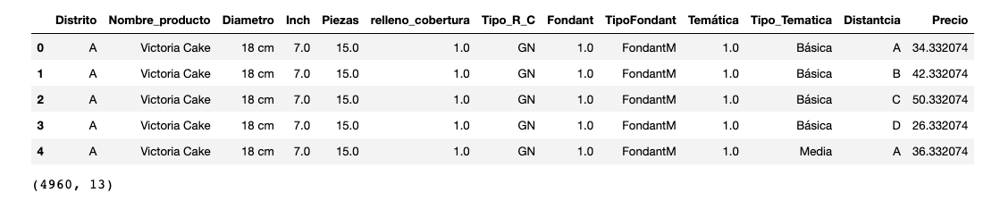 Distrito Nombre_producto Diametro Inch Piezas relleno_cobertura Tipo_R_C Fondant TipoFondant Temática Tipo_Tematica Distantcia Precio
0 A Victoria Cake 18 cm 7.0 15.0 1.0 GN 1.0 FondantM 1.0 Básica A 34.332074
1 A Victoria Cake 18 cm 7.0 15.0 1.0 GN 1.0 FondantM 1.0 Básica B 42.332074
2 A Victoria Cake 18 cm 7.0 15.0 1.0 GN 1.0 FondantM 1.0 Básica C 50.332074
3 A Victoria Cake 18 cm 7.0 15.0 1.0 GN 1.0 FondantM 1.0 Básica D 26.332074
4 A Victoria Cake 18 cm 7.0 15.0 1.0 GN 1.0 FondantM 1.0 Media A 36.332074
(4960, 13)